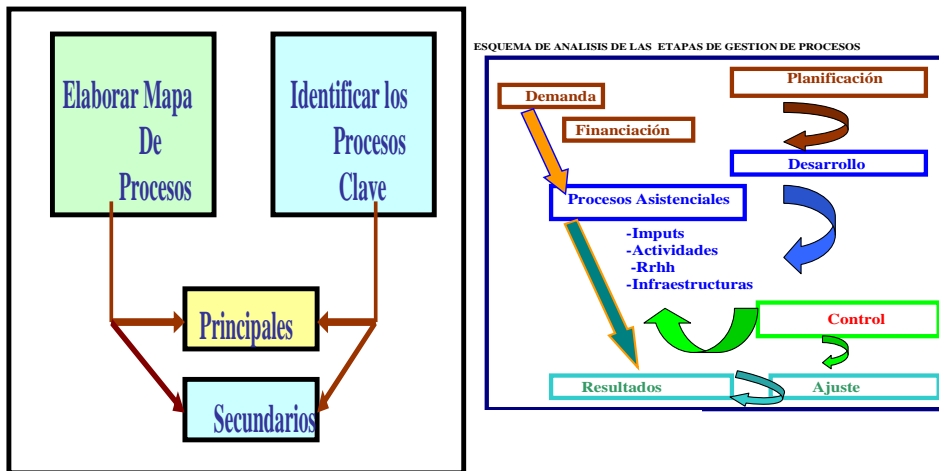 Elaborar Mapa
De
Procesos
Identificar los
Procesos
Clave
Principales
Secundarios
ESQUEMA DE ANALISIS DE LAS ETAPAS DE GESTION DE PROCESOS
Planificación
Demanda
Financiación
Desarrollo
Procesos Asistenciales
-Imputs
-Actividades
-Rrhh
-Infraestructuras
Control
Resultados
Ajuste